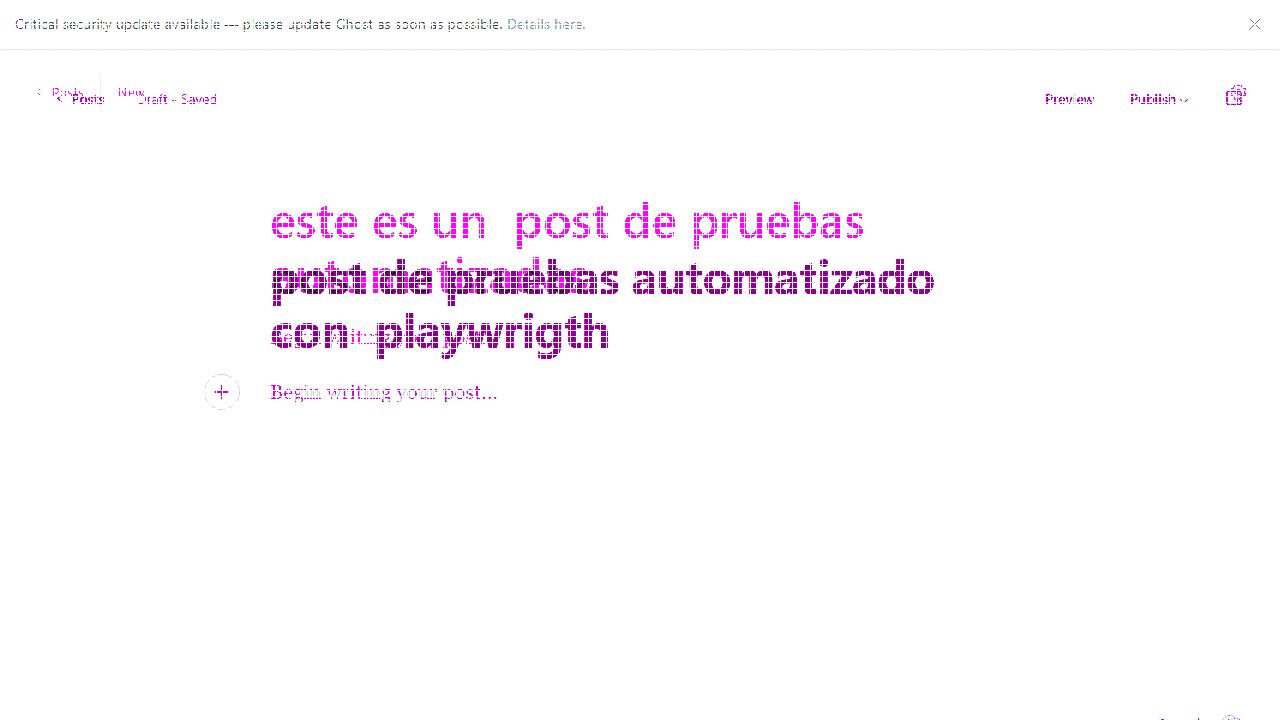 Critical security update available — please update Ghost as soon as possible. Details here.
Posts New
Posts Draft - Saved Preview Publish
este es un post de pruebas
post de pruebas automatizado
con playwrigth
Begin writing your post...